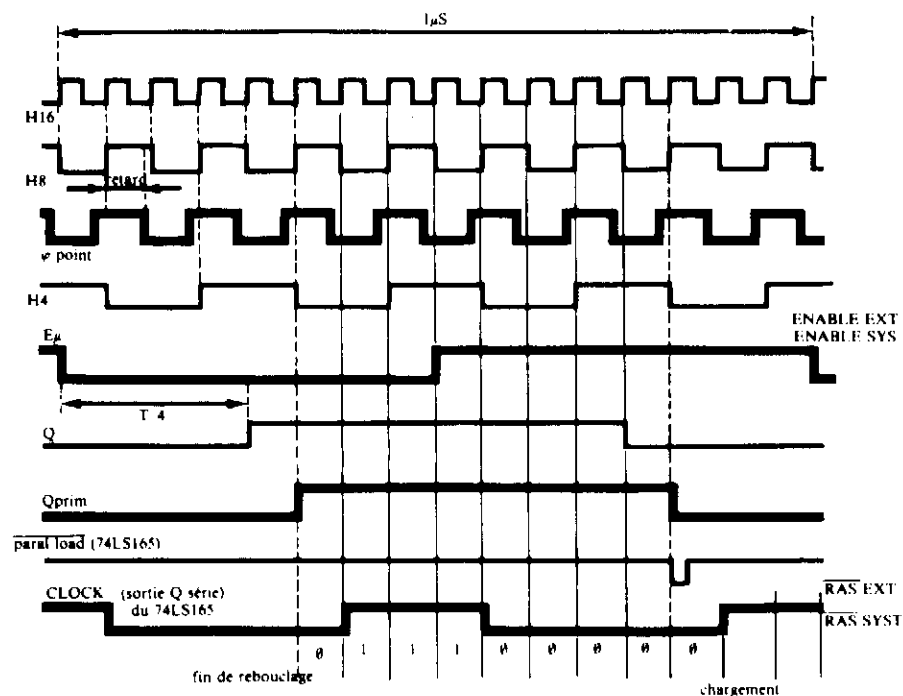 1µS
H16
H8
retard
φ point
H4
ENABLE EXT
Eµ
ENABLE SYS
T 4
Q
Qprim
paral load (74LS165)
RAS EXT
CLOCK (sortie Q série)
du 74LS165
RAS SYST
0 1 1 1 0 0 0 0 0
fin de rebouclage
chargement